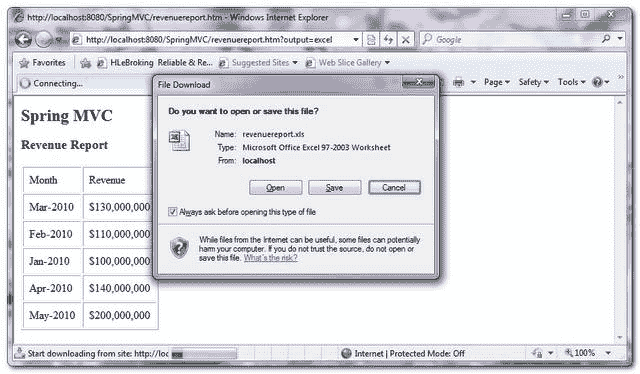 http://localhost:8080/SpringMVC/revenuereport.htm - Windows Internet Explorer
http://localhost:8080/SpringMVC/revenuereport.htm?output=excel
Google
Favorites
HLeBroking Reliable & Re...
Suggested Sites
Web Slice Gallery
Connecting...
Page
Safety
Tools
Spring MVC
Revenue Report
Month Revenue
Mar-2010 $130,000,000
Feb-2010 $110,000,000
Jan-2010 $100,000,000
Apr-2010 $140,000,000
May-2010 $200,000,000
File Download
Do you want to open or save this file?
Name: revenuereport.xls
Type: Microsoft Office Excel 97-2003 Worksheet
From: localhost
Open Save Cancel
Always ask before opening this type of file
While files from the Internet can be useful, some files can potentially
harm your computer. If you do not trust the source, do not open or
save this file. What's the risk?
Start downloading from site: http://loc
Internet | Protected Mode: Off
100%